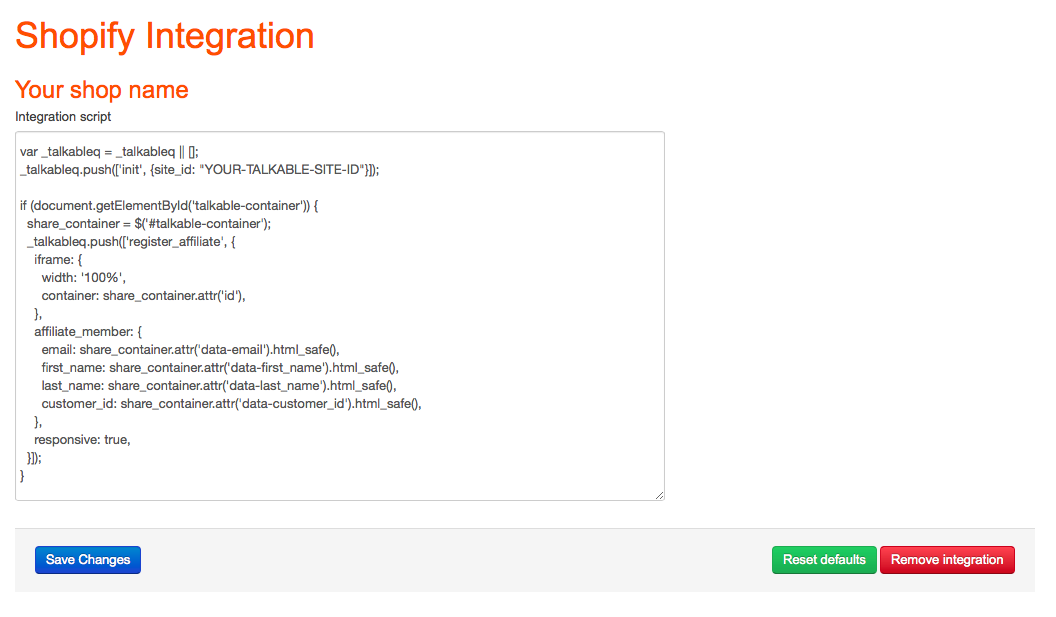 Shopify Integration
Your shop name
Integration script
var _talkableq = _talkableq || [];
_talkableq.push(['init', {site_id: "YOUR-TALKABLE-SITE-ID"}]);
if (document.getElementById('talkable-container')) {
share_container = $('#talkable-container');
_talkableq.push(['register_affiliate', {
iframe: {
width: '100%',
container: share_container.attr('id'),
},
affiliate_member: {
email: share_container.attr('data-email').html_safe(),
first_name: share_container.attr('data-first_name').html_safe(),
last_name: share_container.attr('data-last_name').html_safe(),
customer_id: share_container.attr('data-customer_id').html_safe(),
},
responsive: true,
}]);
}
Save Changes Reset defaults Remove integration